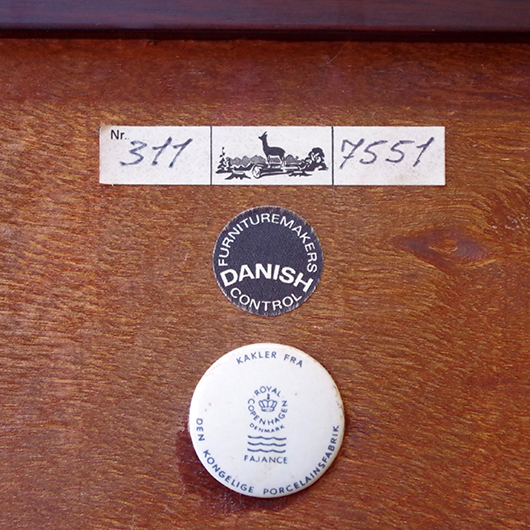 Nr. 311 7551
FURNITUREMAKERS
DANISH
CONTROL
KAKLER FRA
ROYAL
COPENHAGEN
DENMARK
FAJANCE
DEN KONGELIGE PORCELAINSFABRIK